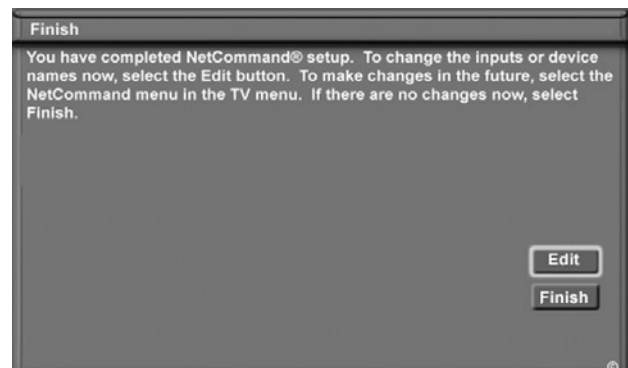 Finish
You have completed NetCommand® setup. To change the inputs or device
names now, select the Edit button. To make changes in the future, select the
NetCommand menu in the TV menu. If there are no changes now, select
Finish.
Edit
Finish
©